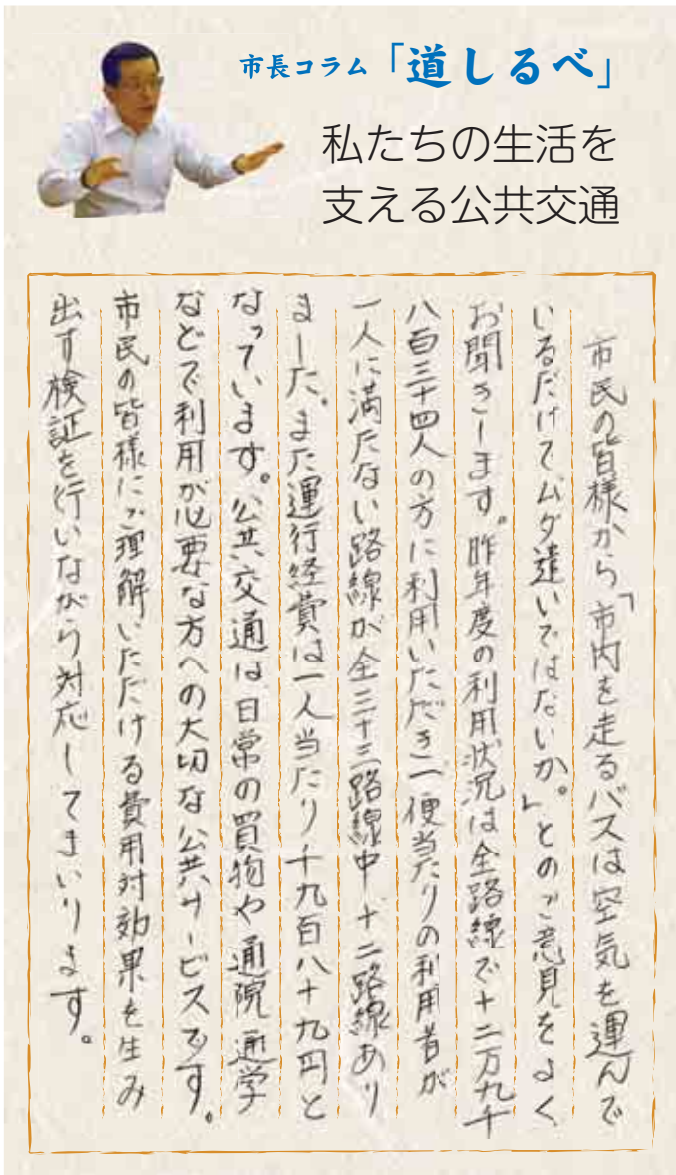 市長コラム「道しるべ」
私たちの生活を
支える公共交通
市民の皆様から「市内を走るバスは空気を運んで
いるだけでムダ遣いではないか。」とのご意見をよく
お聞きします。昨年度の利用状況は全路線で十二万九千
八百三十四人の方に利用いただき、一便当たりの利用者が
一人に満たない路線が全三十三路線中、十二路線あり
ました。また運行経費は一人当たり千九百八十九円と
なっています。公共交通は日常の買物や通院、通学
などで利用が必要な方への大切な公共サービスです。
市民の皆様にご理解いただける費用対効果を生み
出す検証を行いながら対応してまいります。